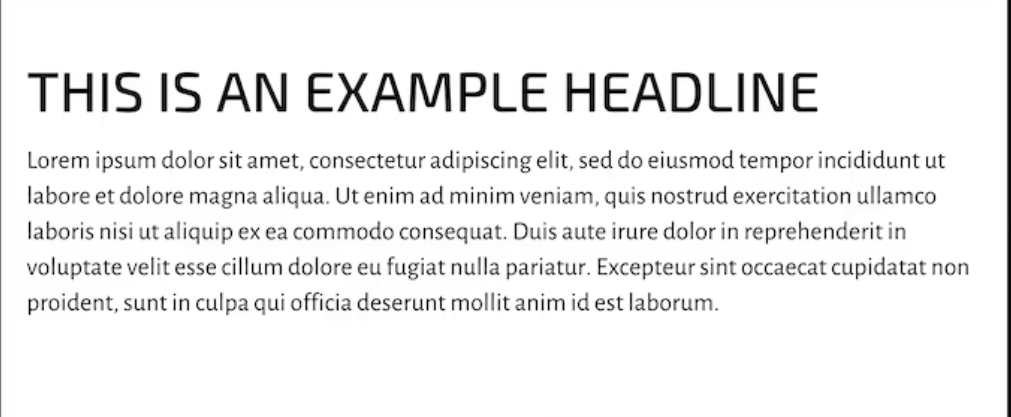 THIS IS AN EXAMPLE HEADLINE
Lorem ipsum dolor sit amet, consectetur adipiscing elit, sed do eiusmod tempor incididunt ut
labore et dolore magna aliqua. Ut enim ad minim veniam, quis nostrud exercitation ullamco
laboris nisi ut aliquip ex ea commodo consequat. Duis aute irure dolor in reprehenderit in
voluptate velit esse cillum dolore eu fugiat nulla pariatur. Excepteur sint occaecat cupidatat non
proident, sunt in culpa qui officia deserunt mollit anim id est laborum.